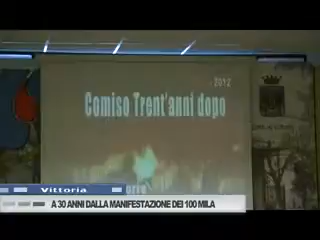 2012
Comiso Trent'anni dopo
Vittoria
A 30 ANNI DALLA MANIFESTAZIONE DEI 100 MILA